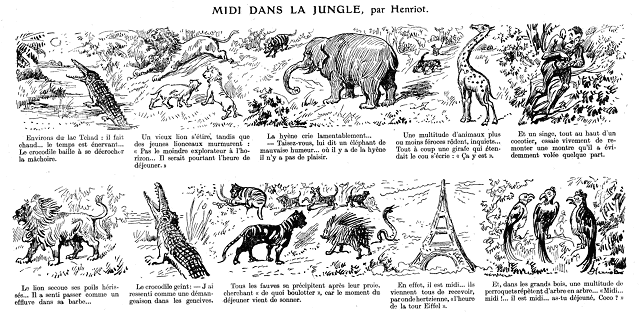 MIDI DANS LA JUNGLE, par Henriot.
Environs du lac Tchad : il fait
chaud... le temps est énervant...
Le crocodile bâille à se décrocher
la mâchoire.
Un vieux lion s'étire, tandis que
des jeunes lionceaux murmurent :
« Pas le moindre explorateur à l'ho-
rizon... Il serait pourtant l'heure de
déjeuner. »
La hyène crie lamentablement...
— Taisez-vous, lui dit un éléphant de
mauvaise humeur... où il y a de la hyène
il n'y a pas de plaisir.
Une multitude d'animaux plus
ou moins féroces rôdent, inquiets...
Tout à coup une girafe qui éten-
dait le cou s'écrie : « Ça y est ».
Et un singe, tout au haut d'un
cocotier, essaie vivement de re-
monter une montre qu'il a évi-
demment volée quelque part.
Le lion secoue ses poils héris-
sés... Il a senti passer comme un
effluve dans sa barbe...
Le crocodile geint : — J'ai
ressenti comme une déman-
geaison dans les gencives.
Tous les fauves se précipitent après leur proie,
cherchant « de quoi boulotter », car le moment du
déjeuner vient de sonner.
En effet, il est midi... ils
viennent tous de recevoir,
par onde hertzienne, « l'heure
de la tour Eiffel ».
Et, dans les grands bois, une multitude de
perroquets répètent d'arbre en arbre... « Midi...
midi !... il est midi... as-tu déjeuné, Coco ? »